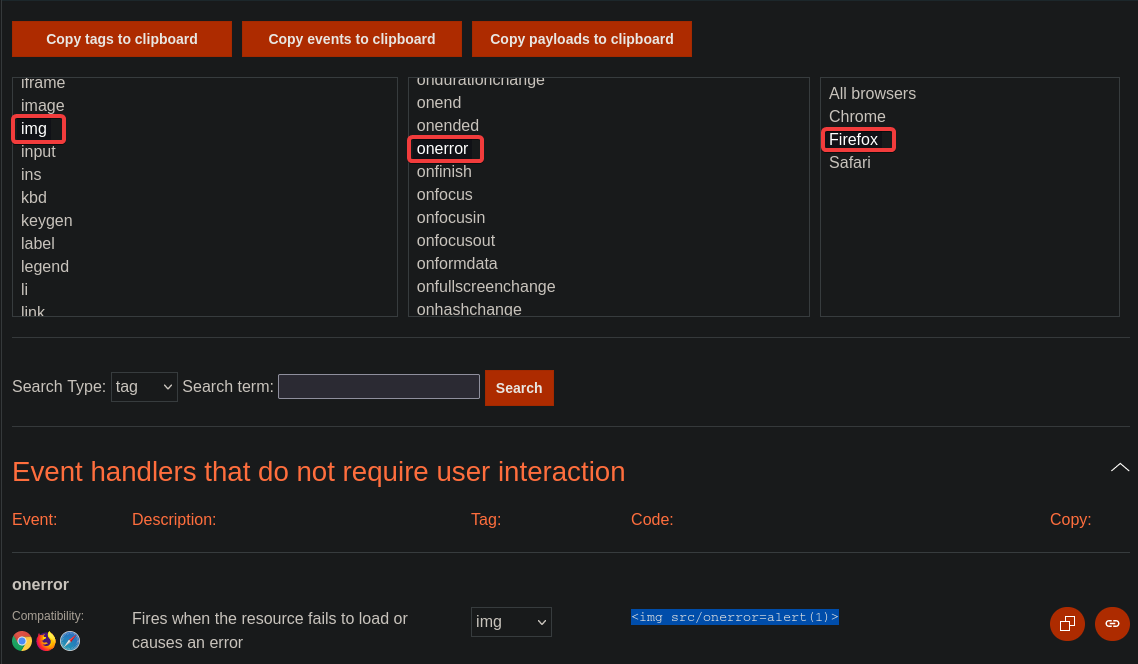 Copy tags to clipboard
Copy events to clipboard
Copy payloads to clipboard
iframe
image
img
input
ins
kbd
keygen
label
legend
li
link
ondurationchange
onend
onended
onerror
onfinish
onfocus
onfocusin
onfocusout
onformdata
onfullscreenchange
onhashchange
All browsers
Chrome
Firefox
Safari
Search Type: tag Search term: Search
Event handlers that do not require user interaction
Event: Description: Tag: Code: Copy:
onerror
Compatibility:
Fires when the resource fails to load or
causes an error
img
<img src/onerror=alert(1)>